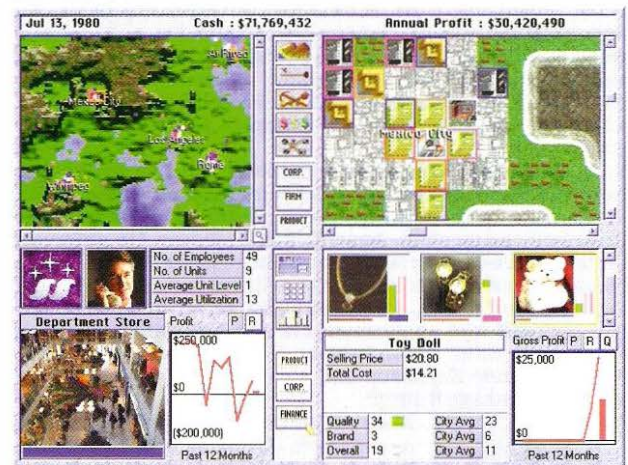 Jul 13, 1980 Cash : $71,769,432 Annual Profit : $30,420,490
Mexico City
Los Angeles
Rome
Winnipeg
CORP.
FIRM
PRODUCT
Mexico City
No. of Employees 49
No. of Units 9
Average Unit Level 1
Average Utilization 13
Department Store
Profit P R
$250,000
$0
($200,000)
Past 12 Months
PRODUCT
CORP.
FINANCE
Toy Doll
Selling Price $20.80
Total Cost $14.21
Quality 34 City Avg 23
Brand 3 City Avg 6
Overall 19 City Avg 11
Gross Profit P R Q
$25,000
$0
Past 12 Months